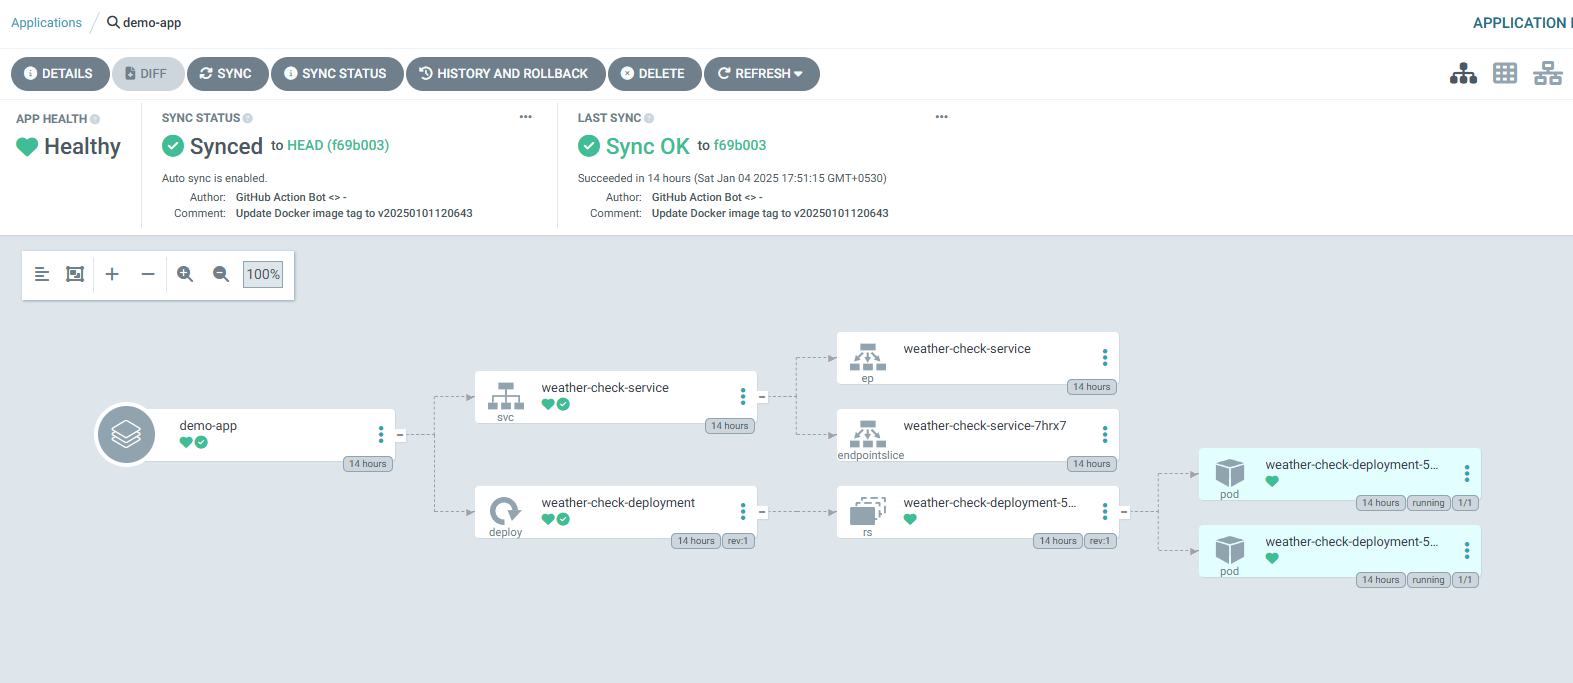 Applications / demo-app
APPLICATION
DETAILS DIFF SYNC SYNC STATUS HISTORY AND ROLLBACK DELETE REFRESH
APP HEALTH
Healthy
SYNC STATUS
Synced to HEAD (f69b003)
Auto sync is enabled.
Author: GitHub Action Bot <> -
Comment: Update Docker image tag to v20250101120643
LAST SYNC
Sync OK to f69b003
Succeeded in 14 hours (Sat Jan 04 2025 17:51:15 GMT+0530)
Author: GitHub Action Bot <> -
Comment: Update Docker image tag to v20250101120643
100%
demo-app
14 hours
weather-check-service
svc
14 hours
weather-check-deployment
deploy
14 hours rev:1
weather-check-service
ep
14 hours
weather-check-service-7hrx7
endpointslice
14 hours
weather-check-deployment-5...
rs
14 hours rev:1
weather-check-deployment-5...
pod
14 hours running 1/1
weather-check-deployment-5...
pod
14 hours running 1/1